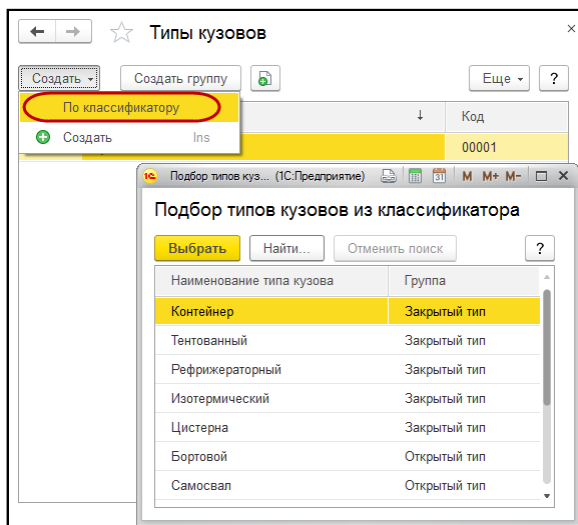 Типы кузовов
Создать Создать группу Еще ?
По классификатору
Создать Ins
Код
00001
Подбор типов куз... (1С:Предприятие) 31 M M+ M-
Подбор типов кузовов из классификатора
Выбрать Найти... Отменить поиск ?
Наименование типа кузова Группа
Контейнер Закрытый тип
Тентованный Закрытый тип
Рефрижераторный Закрытый тип
Изотермический Закрытый тип
Цистерна Закрытый тип
Бортовой Открытый тип
Самосвал Открытый тип